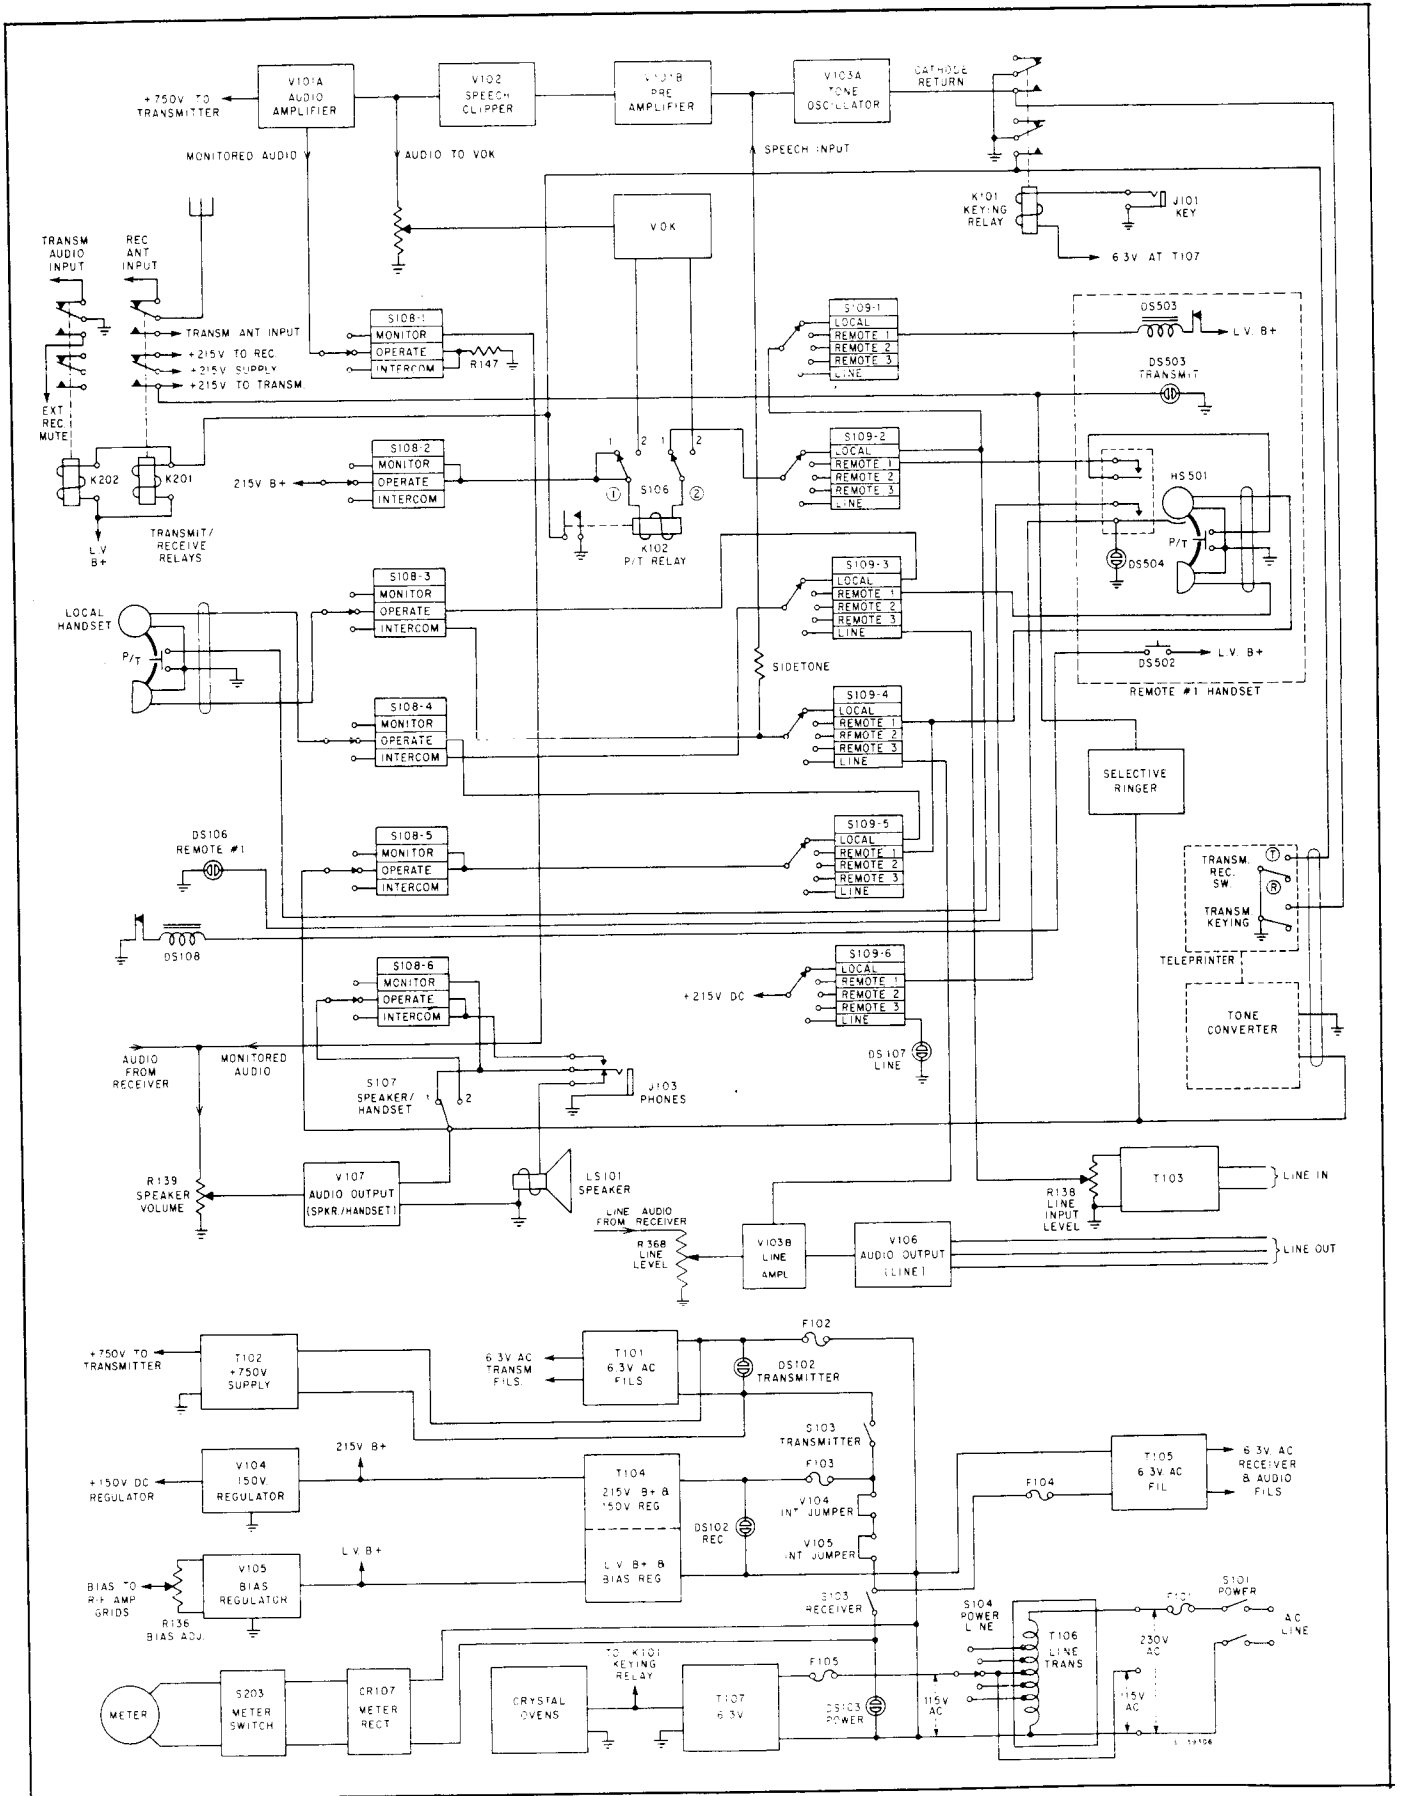 V101A
AUDIO
AMPLIFIER
V102
SPEECH
CLIPPER
V101B
PRE
AMPLIFIER
V103A
TONE
OSCILLATOR
CATHODE
RETURN
+750V TO
TRANSMITTER
MONITORED AUDIO
AUDIO TO VOK
SPEECH INPUT
VOK
K101
KEYING
RELAY
J101
KEY
6.3V AT T107
TRANSM
AUDIO
INPUT
REC
ANT
INPUT
TRANSM ANT INPUT
+215V TO REC.
+215V SUPPLY
+215V TO TRANSM.
EXT
REC
MUTE
K202
K201
L.V
B+
TRANSMIT/
RECEIVE
RELAYS
S108-1
MONITOR
OPERATE
INTERCOM
R147
S109-1
LOCAL
REMOTE 1
REMOTE 2
REMOTE 3
LINE
DS503
L.V. B+
DS503
TRANSMIT
S108-2
MONITOR
OPERATE
INTERCOM
215V B+
1
2
1
2
S106
①
②
K102
P/T RELAY
S109-2
LOCAL
REMOTE 1
REMOTE 2
REMOTE 3
LINE
HS501
P/T
DS504
S108-3
MONITOR
OPERATE
INTERCOM
S109-3
LOCAL
REMOTE 1
REMOTE 2
REMOTE 3
LINE
LOCAL
HANDSET
P/T
SIDETONE
DS502
L.V. B+
REMOTE #1 HANDSET
S108-4
MONITOR
OPERATE
INTERCOM
S109-4
LOCAL
REMOTE 1
REMOTE 2
REMOTE 3
LINE
SELECTIVE
RINGER
DS106
REMOTE #1
S108-5
MONITOR
OPERATE
INTERCOM
S109-5
LOCAL
REMOTE 1
REMOTE 2
REMOTE 3
LINE
TRANSM.
REC.
SW.
T
R
TRANSM.
KEYING
TELEPRINTER
DS108
S108-6
MONITOR
OPERATE
INTERCOM
+215V DC
S109-6
LOCAL
REMOTE 1
REMOTE 2
REMOTE 3
LINE
DS107
LINE
TONE
CONVERTER
AUDIO
FROM
RECEIVER
MONITORED
AUDIO
S107
SPEAKER/
HANDSET
1
2
J103
PHONES
R139
SPEAKER
VOLUME
V107
AUDIO OUTPUT
(SPKR./HANDSET)
LS101
SPEAKER
LINE AUDIO
FROM RECEIVER
R368
LINE
LEVEL
V103B
LINE
AMPL
V106
AUDIO OUTPUT
(LINE)
R138
LINE
INPUT
LEVEL
T103
LINE IN
LINE OUT
+750V TO
TRANSMITTER
T102
+750V
SUPPLY
6.3V AC
TRANSM
FILS.
T101
6.3V AC
FILS
F102
DS102
TRANSMITTER
S103
TRANSMITTER
+150V DC
REGULATOR
V104
150V.
REGULATOR
215V B+
T104
215V B+ &
150V REG
L.V. B+ &
BIAS REG
F103
V104
INT JUMPER
DS102
REC
V105
INT JUMPER
F104
T105
6.3V. AC
FIL
6.3V. AC
RECEIVER
& AUDIO
FILS
BIAS TO
R-F AMP
GRIDS
R136
BIAS ADJ.
V105
BIAS
REGULATOR
L.V. B+
S103
RECEIVER
S104
POWER
LINE
T106
LINE
TRANS
230V
AC
F101
S101
POWER
AC
LINE
METER
S203
METER
SWITCH
CR107
METER
RECT
CRYSTAL
OVENS
TO K101
KEYING
RELAY
T107
6.3V
F105
DS103
POWER
115V
AC
115V
AC